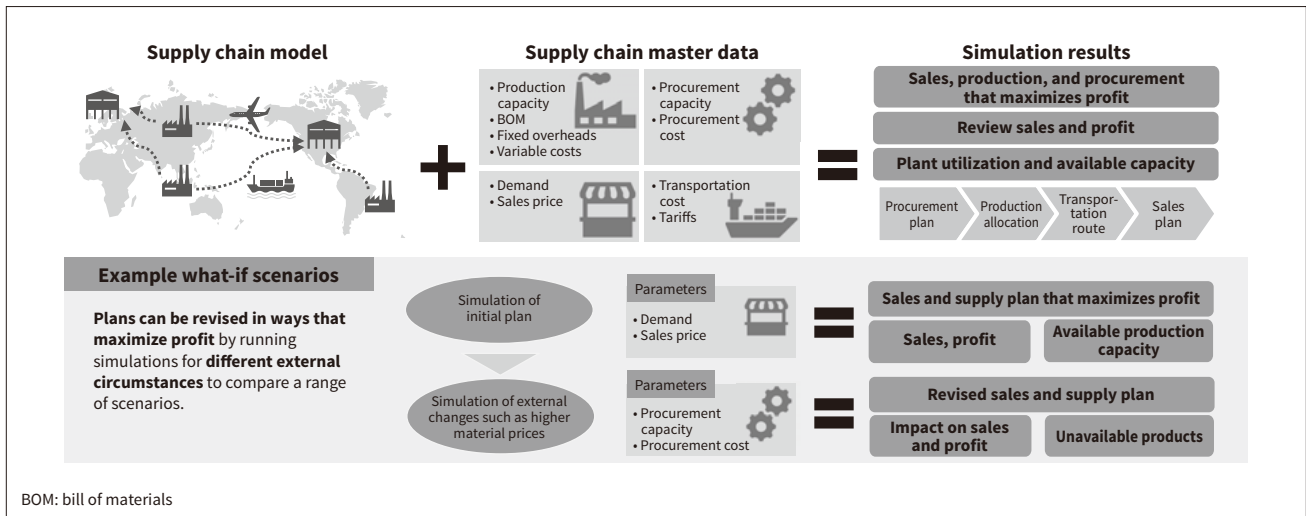 Supply chain model
Supply chain master data
Simulation results
• Production
capacity
• BOM
• Fixed overheads
• Variable costs
• Procurement
capacity
• Procurement
cost
• Demand
• Sales price
• Transportation
cost
• Tariffs
Sales, production, and procurement
that maximizes profit
Review sales and profit
Plant utilization and available capacity
Procurement
plan
Production
allocation
Transpor-
tation
route
Sales
plan
Example what-if scenarios
Plans can be revised in ways that
maximize profit by running
simulations for different external
circumstances to compare a range
of scenarios.
Simulation of
initial plan
Parameters
• Demand
• Sales price
Sales and supply plan that maximizes profit
Sales, profit
Available production
capacity
Simulation of external
changes such as higher
material prices
Parameters
• Procurement
capacity
• Procurement cost
Revised sales and supply plan
Impact on sales
and profit
Unavailable products
BOM: bill of materials